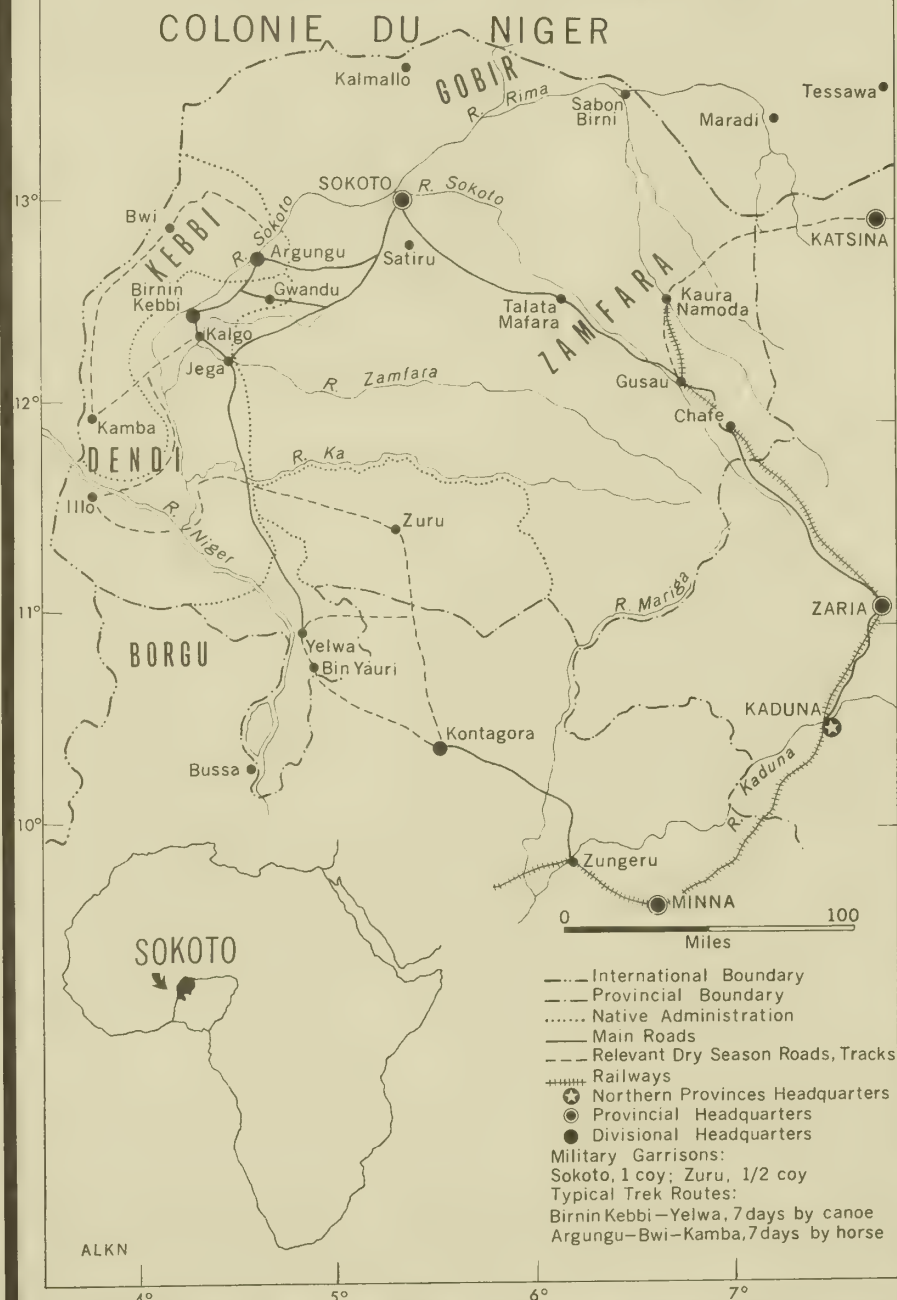 COLONIE DU NIGER
Kalmallo
GOBIR
R. Rima
Sabon
Birni
Tessawa
Maradi
13°
SOKOTO
R. Sokoto
Bwi
KEBBI
R. Sokoto
Argungu
Satiru
KATSINA
Birnin
Kebbi
Gwandu
Talata
Mafara
ZAMFARA
Kaura
Namoda
Kalgo
Jega
R. Zamfara
Gusau
12°
Kamba
Chafe
DENDI
R. Ka
Illo
R. Niger
Zuru
11°
R. Mariga
ZARIA
Yelwa
BORGU
Bin Yauri
KADUNA
Kontagora
R. Kaduna
Bussa
10°
Zungeru
MINNA
0 100
Miles
SOKOTO
International Boundary
Provincial Boundary
Native Administration
Main Roads
Relevant Dry Season Roads, Tracks
Railways
Northern Provinces Headquarters
Provincial Headquarters
Divisional Headquarters
Military Garrisons:
Sokoto, 1 coy; Zuru, 1/2 coy
Typical Trek Routes:
Birnin Kebbi—Yelwa, 7 days by canoe
Argungu—Bwi—Kamba, 7 days by horse
ALKN
4° 5° 6° 7°